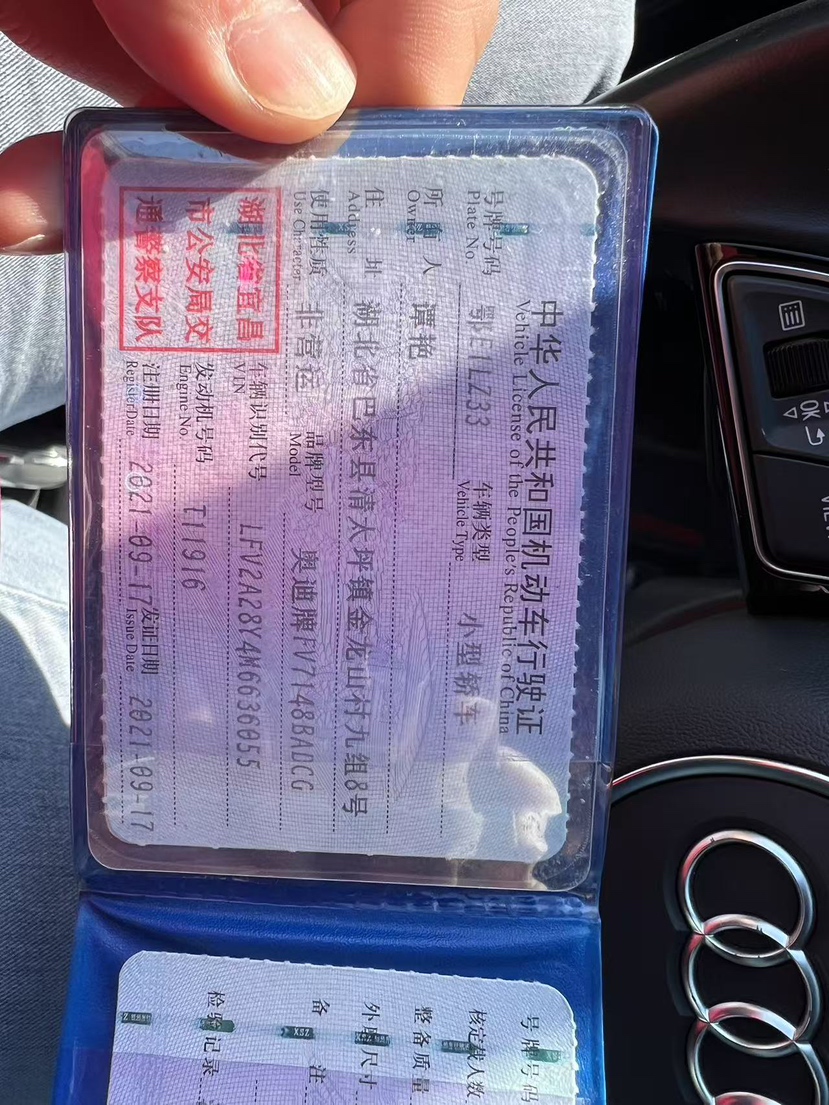 中华人民共和国机动车行驶证
Vehicle License of the People's Republic of China
号牌号码 鄂E1LZ33 车辆类型 小型轿车
Plate No. Vehicle Type
所有人 谭艳
Owner
住址 湖北省巴东县清太坪镇金龙山村九组8号
Address
使用性质 非营运 品牌型号 奥迪牌FV7148BADCG
Use Character Model
湖北省宜昌
市公安局交
通警察支队
车辆识别代号 LFV2A28Y4M6636055
VIN
发动机号码 T11916
Engine No.
注册日期 2021-09-17 发证日期 2021-09-17
Register Date Issue Date
号牌号码
核定载人数
整备质量
外廓尺寸
备注
检验记录
OK
VIE